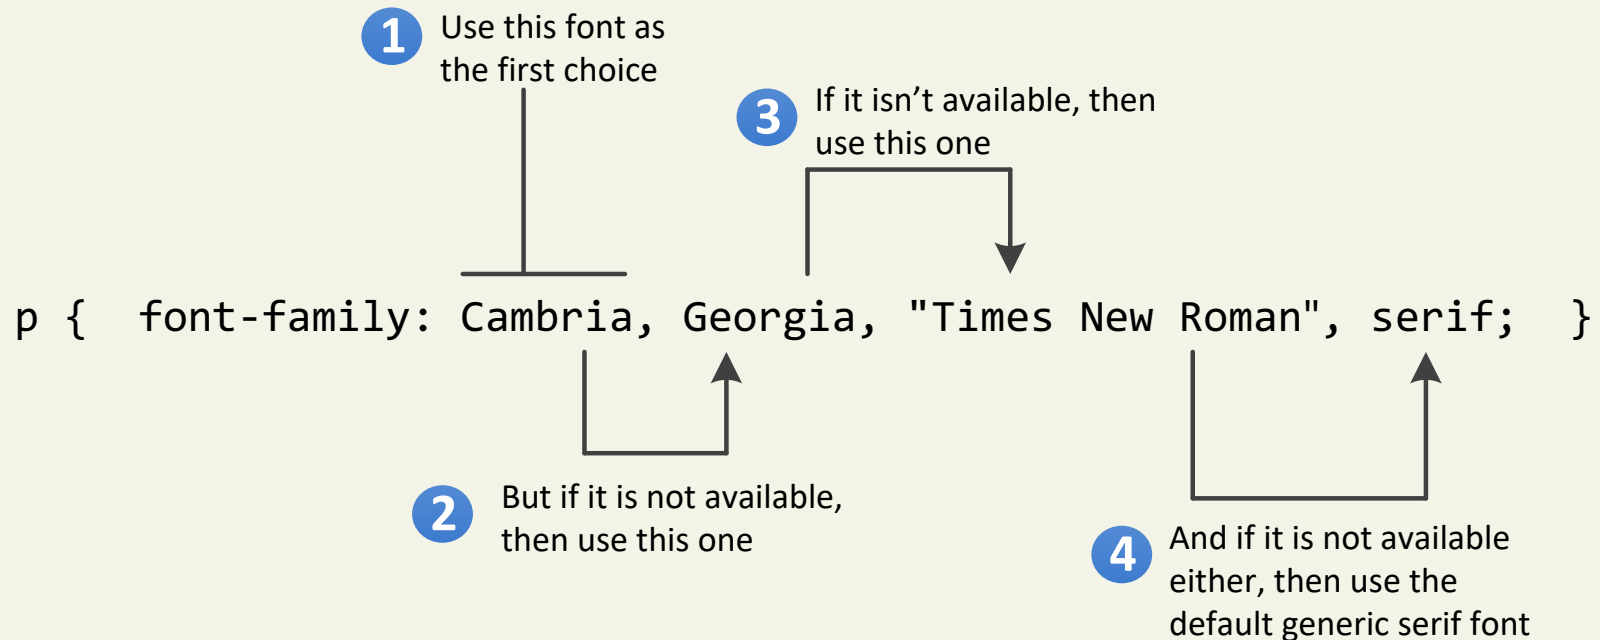 1 Use this font as
the first choice
3 If it isn’t available, then
use this one
p {  font-family: Cambria, Georgia, "Times New Roman", serif;  }
2 But if it is not available,
then use this one
4 And if it is not available
either, then use the
default generic serif font